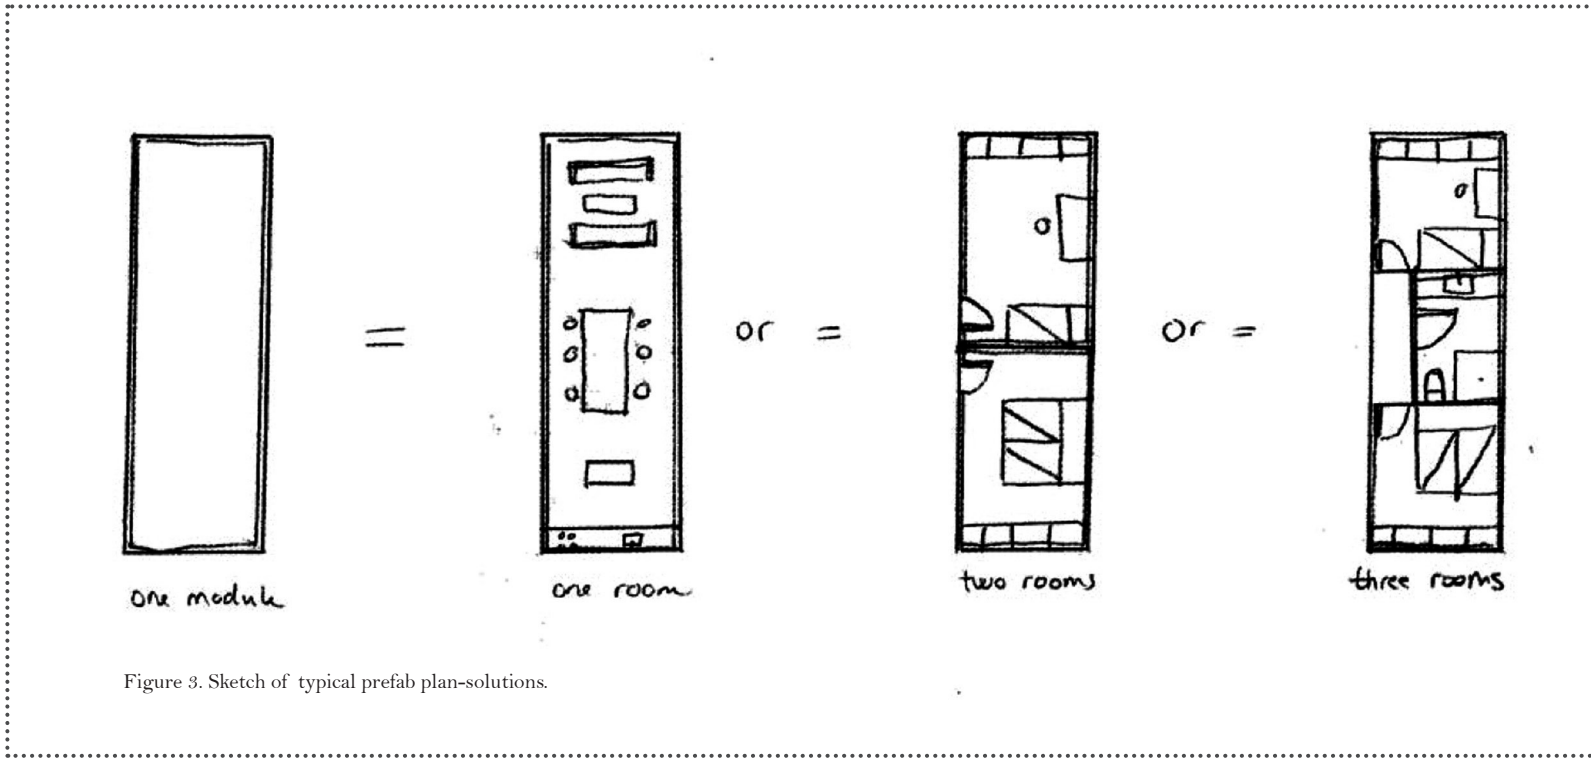 = or = or =
one module one room two rooms three rooms
Figure 3. Sketch of typical prefab plan-solutions.